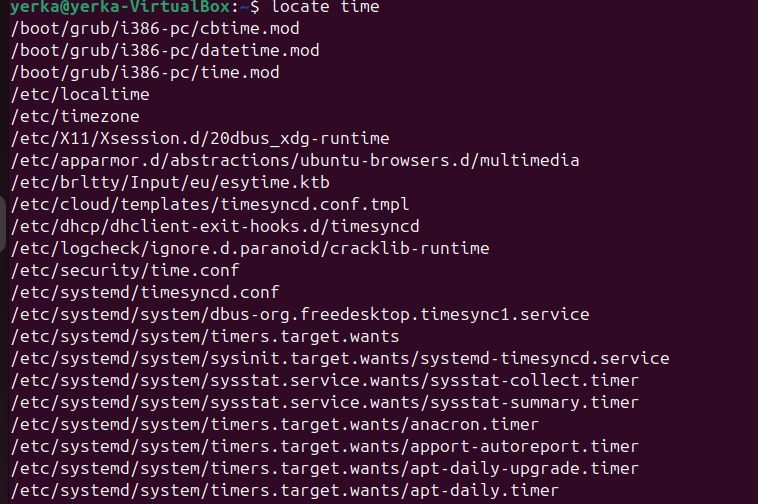 yerka@yerka-VirtualBox:~$ locate time
/boot/grub/i386-pc/cbtime.mod
/boot/grub/i386-pc/datetime.mod
/boot/grub/i386-pc/time.mod
/etc/localtime
/etc/timezone
/etc/X11/Xsession.d/20dbus_xdg-runtime
/etc/apparmor.d/abstractions/ubuntu-browsers.d/multimedia
/etc/brltty/Input/eu/esytime.ktb
/etc/cloud/templates/timesyncd.conf.tmpl
/etc/dhcp/dhclient-exit-hooks.d/timesyncd
/etc/logcheck/ignore.d.paranoid/cracklib-runtime
/etc/security/time.conf
/etc/systemd/timesyncd.conf
/etc/systemd/system/dbus-org.freedesktop.timesync1.service
/etc/systemd/system/timers.target.wants
/etc/systemd/system/sysinit.target.wants/systemd-timesyncd.service
/etc/systemd/system/sysstat.service.wants/sysstat-collect.timer
/etc/systemd/system/sysstat.service.wants/sysstat-summary.timer
/etc/systemd/system/timers.target.wants/anacron.timer
/etc/systemd/system/timers.target.wants/apport-autoreport.timer
/etc/systemd/system/timers.target.wants/apt-daily-upgrade.timer
/etc/systemd/system/timers.target.wants/apt-daily.timer